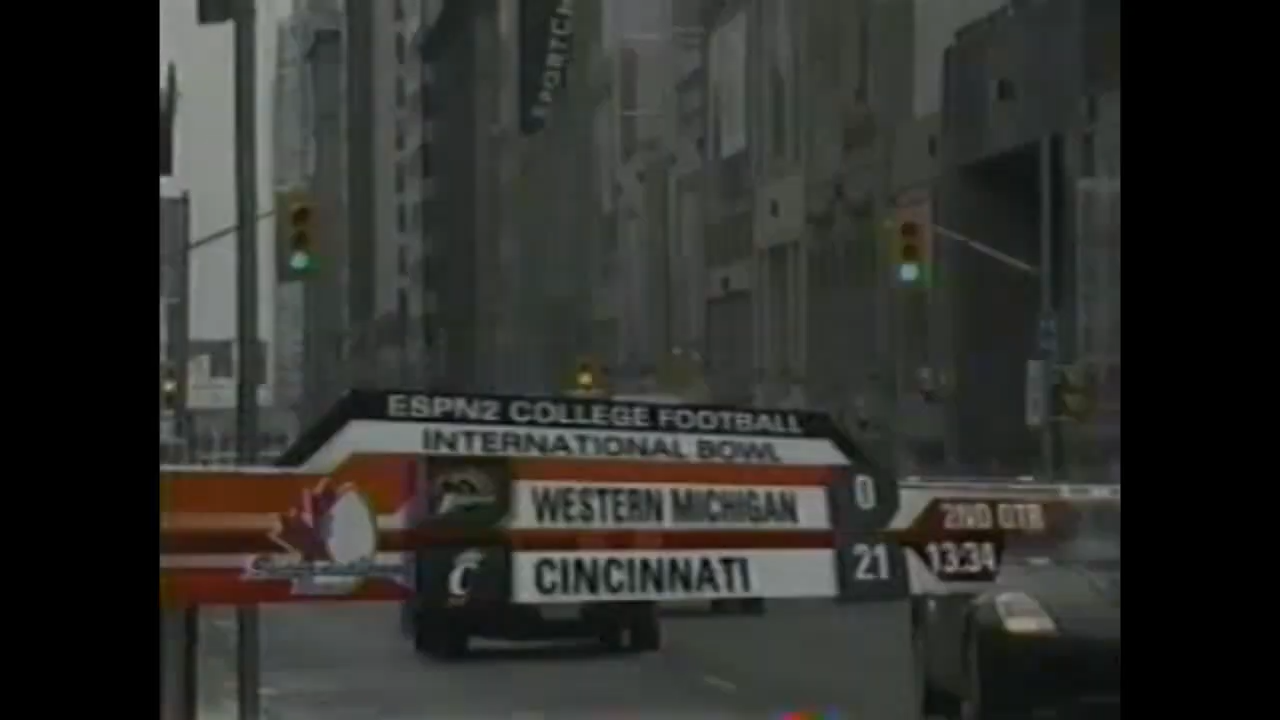 ESPN2 COLLEGE FOOTBALL
INTERNATIONAL BOWL
WESTERN MICHIGAN 0
2ND QTR
C CINCINNATI 21
13:34